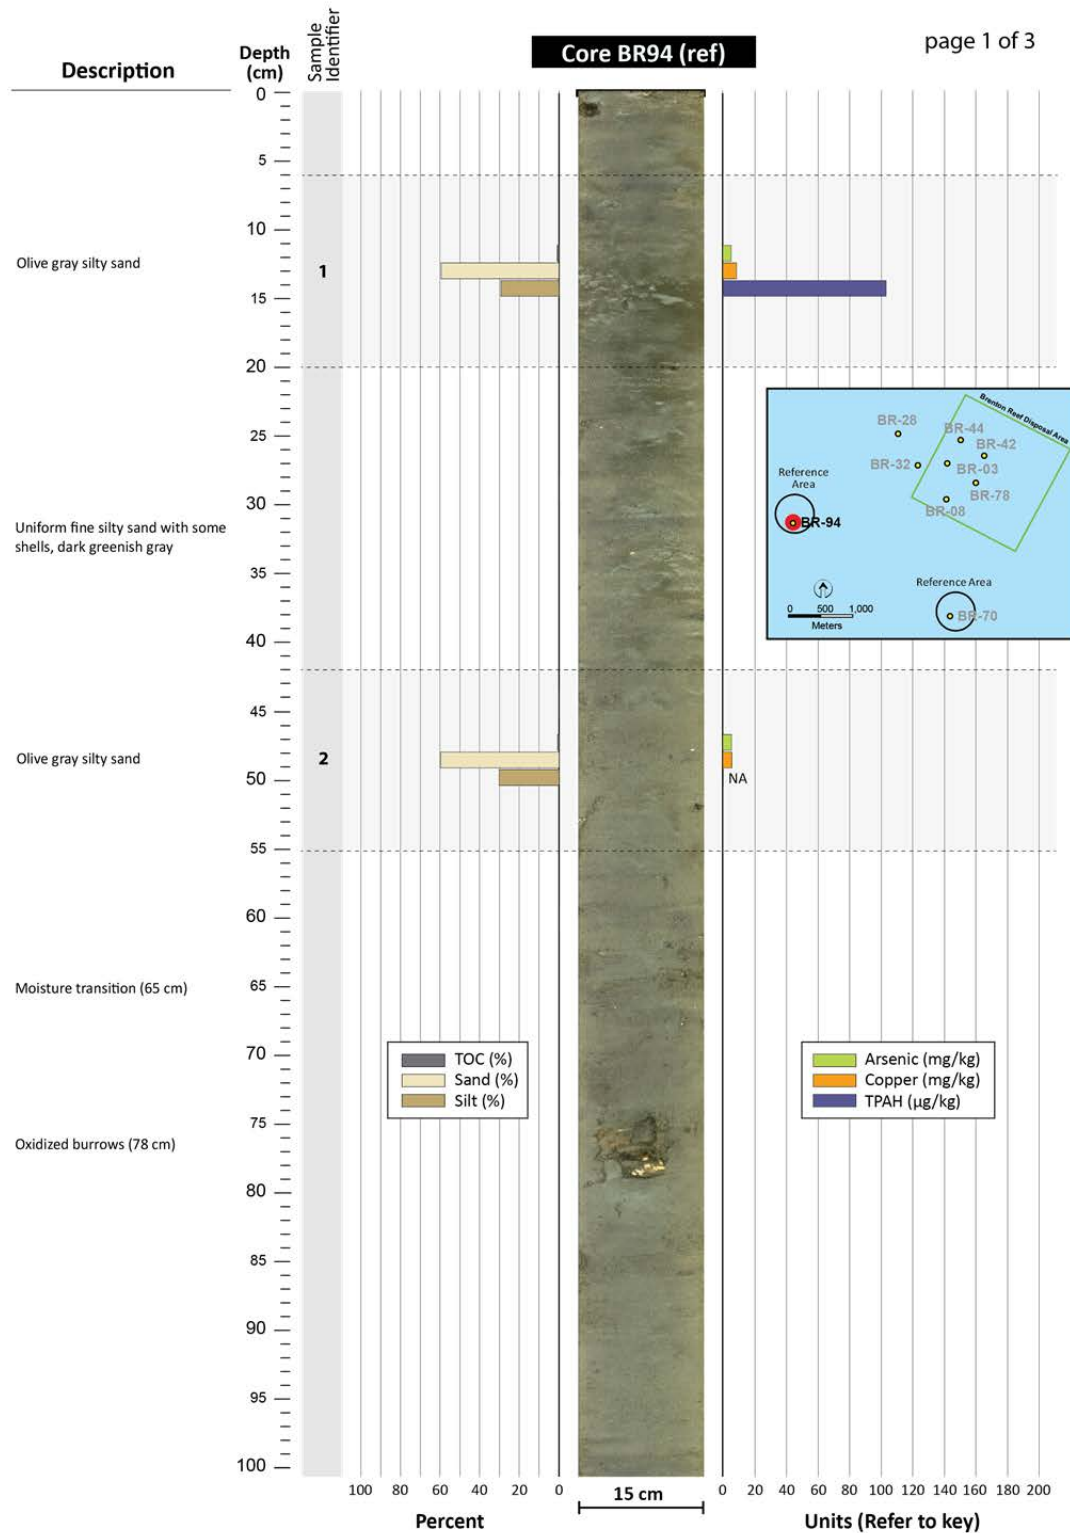 Core BR94 (ref)
page 1 of 3
Description
Depth
(cm)
Sample
Identifier
0
5
10
Olive gray silty sand
1
15
20
25
30
Uniform fine silty sand with some
shells, dark greenish gray
35
40
45
Olive gray silty sand
2
50
NA
55
60
65
Moisture transition (65 cm)
70
75
Oxidized burrows (78 cm)
80
85
90
95
100
Brenton Reef Disposal Area
BR-28
BR-44
BR-42
BR-32
BR-03
BR-78
BR-08
Reference
Area
BR-94
Reference Area
BR-70
0 500 1,000
Meters
TOC (%)
Sand (%)
Silt (%)
Arsenic (mg/kg)
Copper (mg/kg)
TPAH (µg/kg)
100 80 60 40 20 0
15 cm
0 20 40 60 80 100 120 140 160 180 200
Percent
Units (Refer to key)